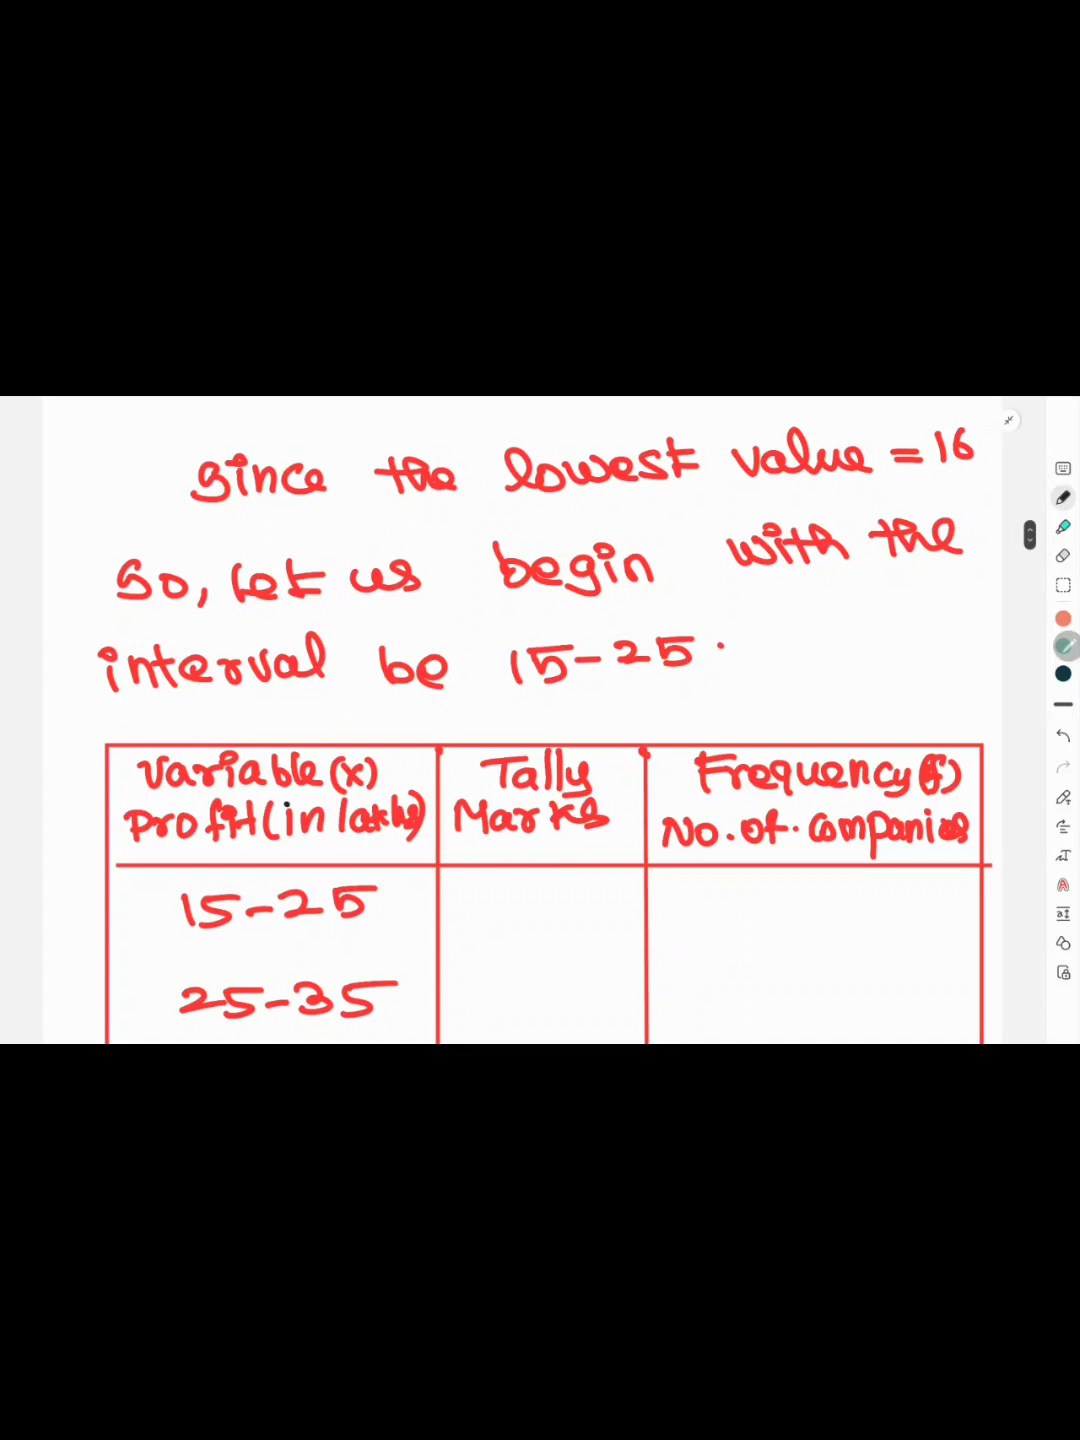 since the lowest value = 16
so, let us begin with the
interval be 15-25.
Variable(x) Profit(in lakhs)
Tally Marks
Frequency(f) No. of. companies
15-25
25-35